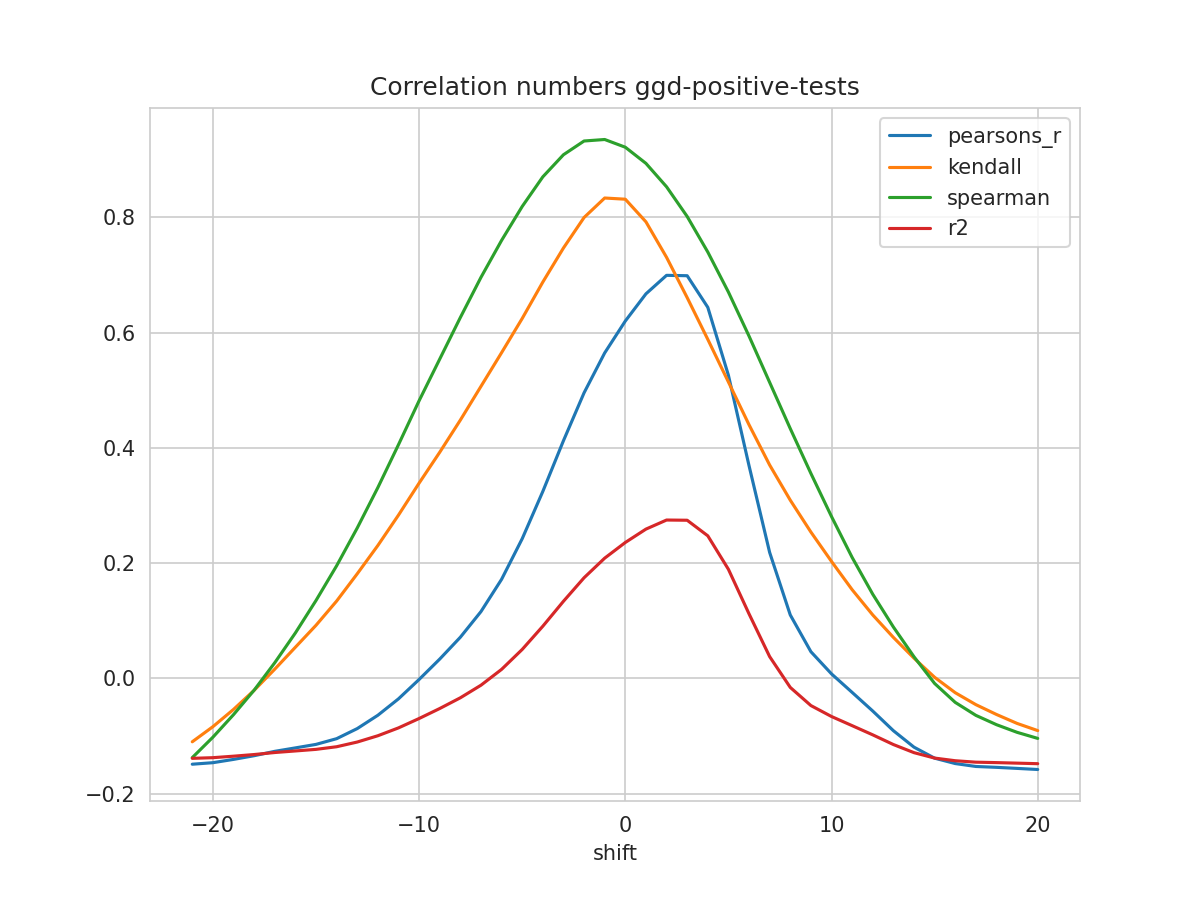 Correlation numbers ggd-positive-tests
pearsons_r
kendall
spearman
r2
0.8
0.6
0.4
0.2
0.0
−0.2
−20
−10
0
10
20
shift